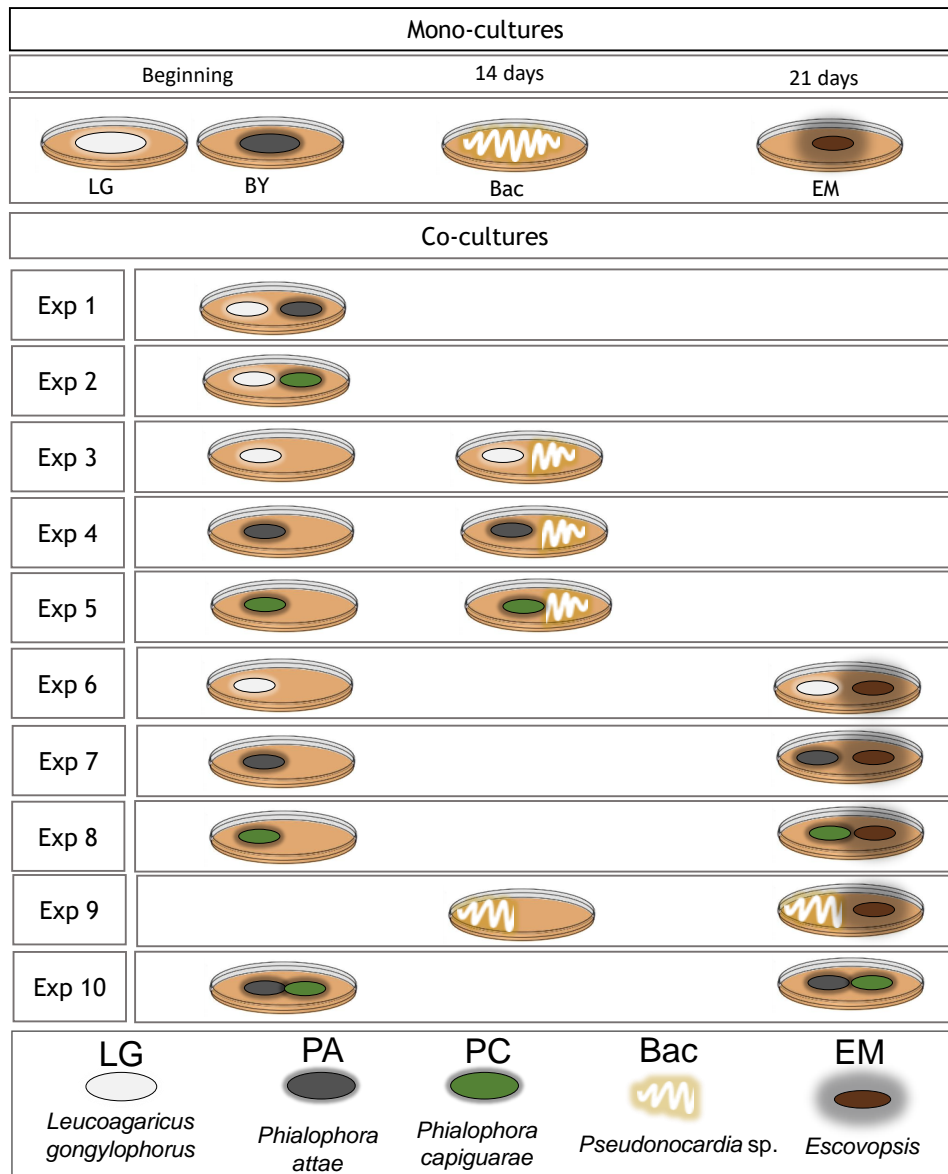 Mono-cultures
Beginning 14 days 21 days
LG BY Bac EM
Co-cultures
Exp 1
Exp 2
Exp 3
Exp 4
Exp 5
Exp 6
Exp 7
Exp 8
Exp 9
Exp 10
LG PA PC Bac EM
Leucoagaricus gongylophorus
Phialophora attae
Phialophora capiguarae
Pseudonocardia sp.
Escovopsis